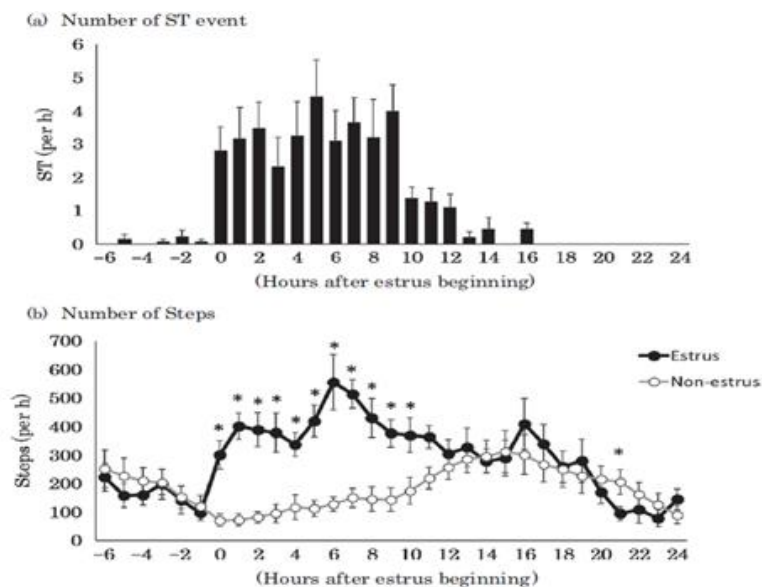 (a) Number of ST event
6
5
4
3
2
1
0
ST (per h)
−6 −4 −2 0 2 4 6 8 10 12 14 16 18 20 22 24
(Hours after estrus beginning)
(b) Number of Steps
700
600
500
400
300
200
100
0
Steps (per h)
* * * * * * * * * * * *
Estrus
Non-estrus
−6 −4 −2 0 2 4 6 8 10 12 14 16 18 20 22 24
(Hours after estrus beginning)